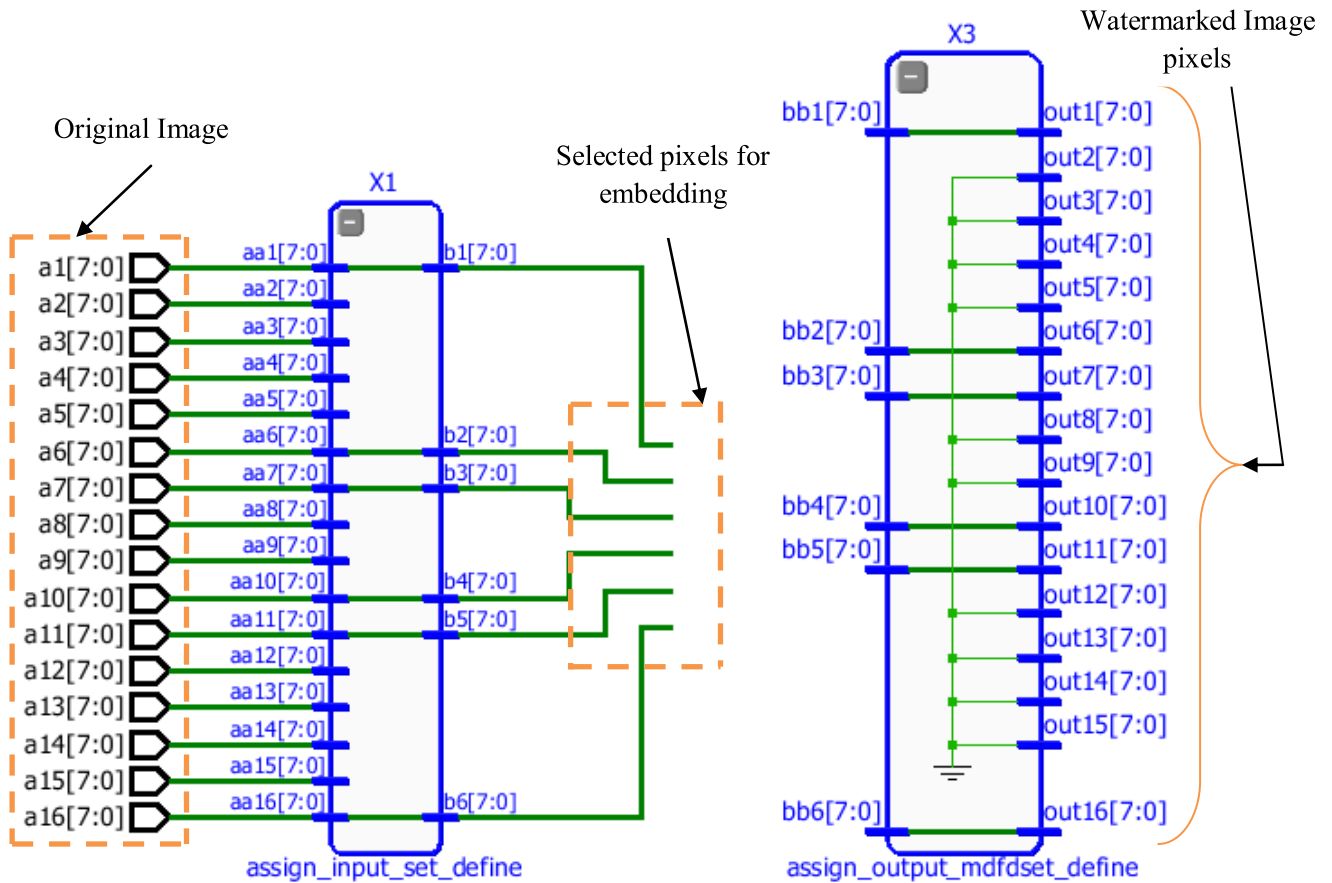 Original Image
a1[7:0]
a2[7:0]
a3[7:0]
a4[7:0]
a5[7:0]
a6[7:0]
a7[7:0]
a8[7:0]
a9[7:0]
a10[7:0]
a11[7:0]
a12[7:0]
a13[7:0]
a14[7:0]
a15[7:0]
a16[7:0]
X1
aa1[7:0]
aa2[7:0]
aa3[7:0]
aa4[7:0]
aa5[7:0]
aa6[7:0]
aa7[7:0]
aa8[7:0]
aa9[7:0]
aa10[7:0]
aa11[7:0]
aa12[7:0]
aa13[7:0]
aa14[7:0]
aa15[7:0]
aa16[7:0]
b1[7:0]
b2[7:0]
b3[7:0]
b4[7:0]
b5[7:0]
b6[7:0]
assign_input_set_define
Selected pixels for
embedding
X3
bb1[7:0]
bb2[7:0]
bb3[7:0]
bb4[7:0]
bb5[7:0]
bb6[7:0]
out1[7:0]
out2[7:0]
out3[7:0]
out4[7:0]
out5[7:0]
out6[7:0]
out7[7:0]
out8[7:0]
out9[7:0]
out10[7:0]
out11[7:0]
out12[7:0]
out13[7:0]
out14[7:0]
out15[7:0]
out16[7:0]
assign_output_mdfdset_define
Watermarked Image
pixels